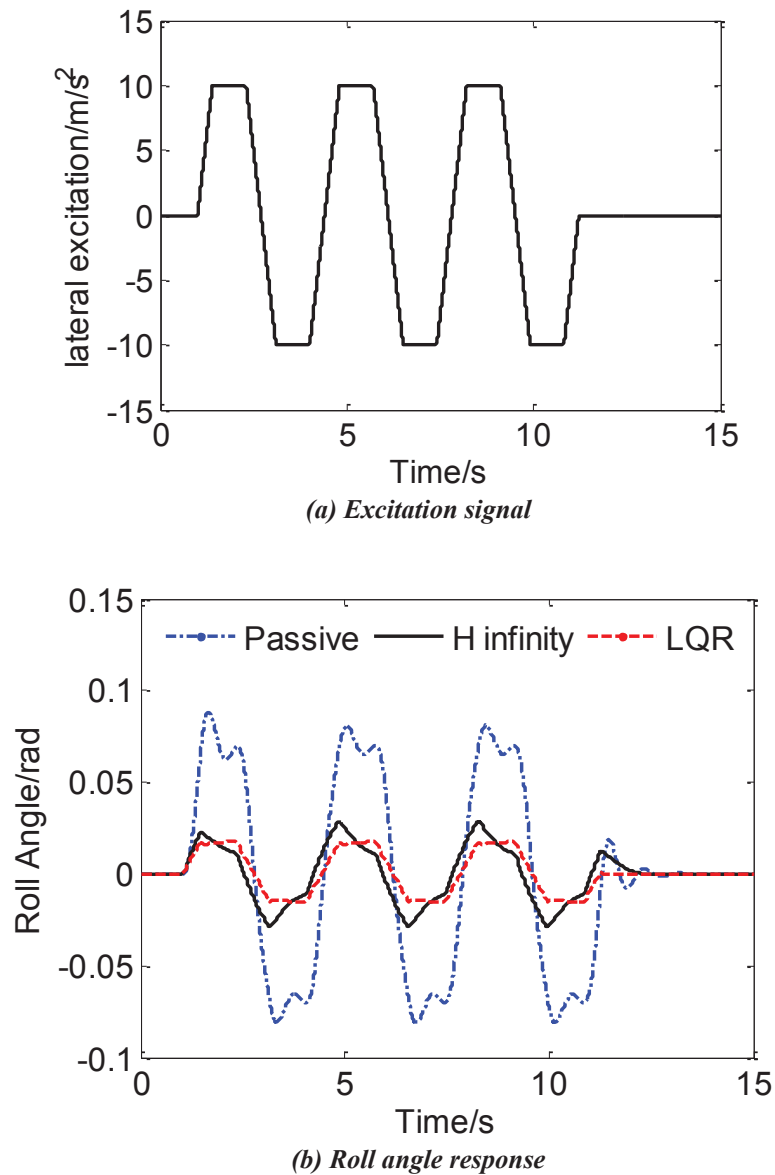 15
10
5
0
-5
-10
-15
lateral excitation/m/s²
0 5 10 15
Time/s
(a) Excitation signal
0.15
0.1
0.05
0
-0.05
-0.1
Roll Angle/rad
Passive H infinity LQR
0 5 10 15
Time/s
(b) Roll angle response